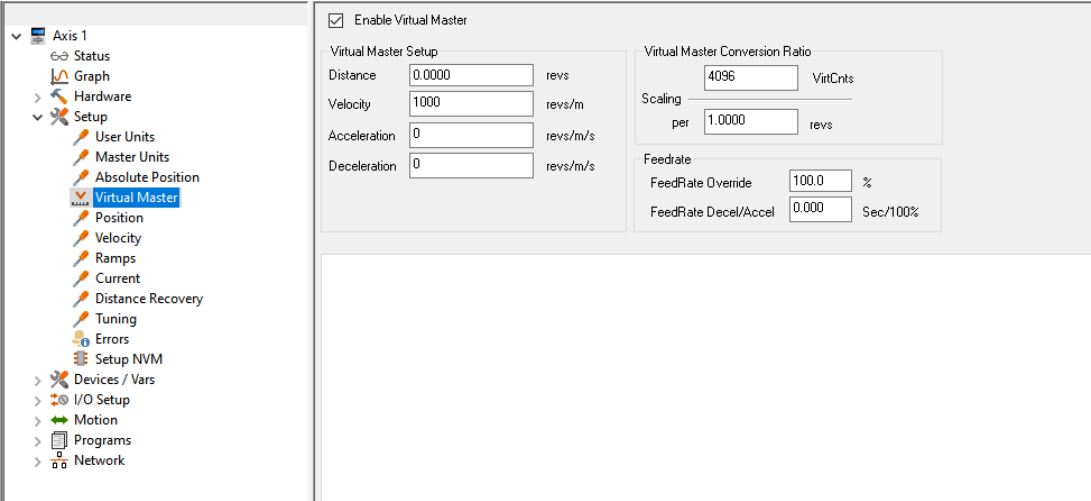 Axis 1
Status
Graph
Hardware
Setup
User Units
Master Units
Absolute Position
Virtual Master
Position
Velocity
Ramps
Current
Distance Recovery
Tuning
Errors
Setup NVM
Devices / Vars
I/O Setup
Motion
Programs
Network
Enable Virtual Master
Virtual Master Setup
Distance 0.0000 revs
Velocity 1000 revs/m
Acceleration 0 revs/m/s
Deceleration 0 revs/m/s
Virtual Master Conversion Ratio
4096 VirtCnts
Scaling
per 1.0000 revs
Feedrate
FeedRate Override 100.0 %
FeedRate Decel/Accel 0.000 Sec/100%